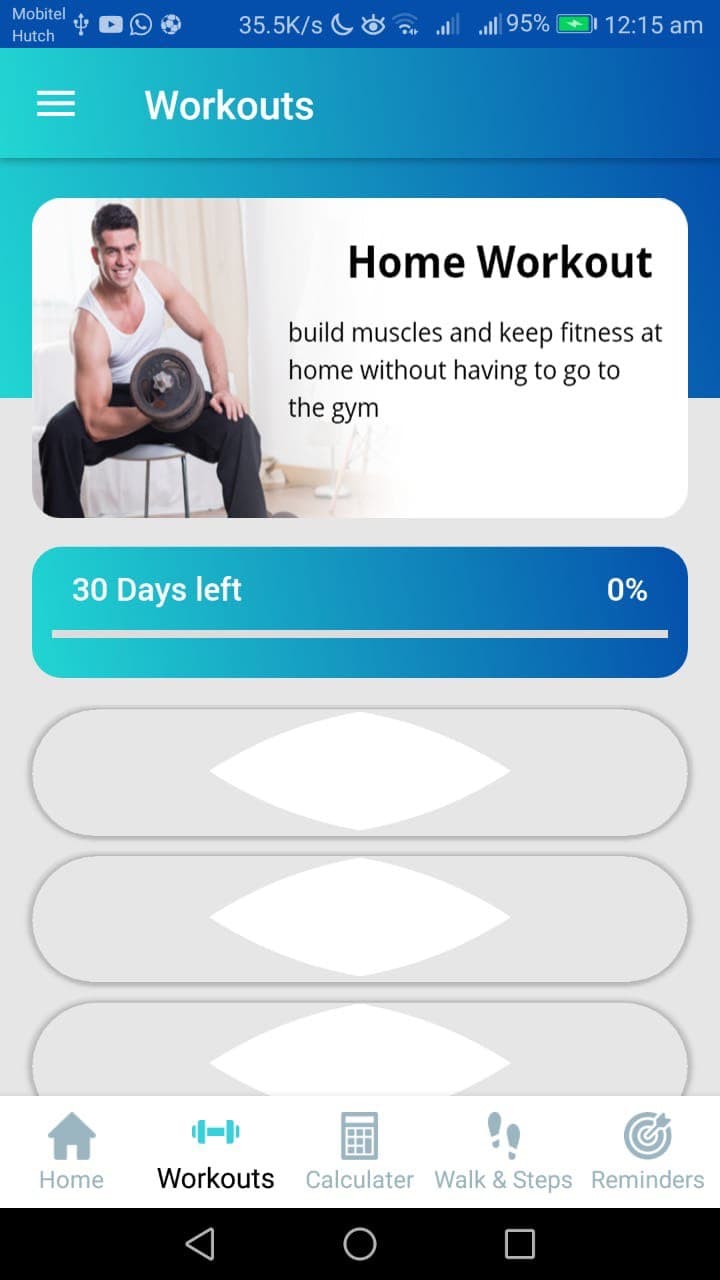 Mobitel
Hutch
35.5K/s
95%
12:15 am
Workouts
Home Workout
build muscles and keep fitness at
home without having to go to
the gym
30 Days left
0%
Home
Workouts
Calculater
Walk & Steps
Reminders